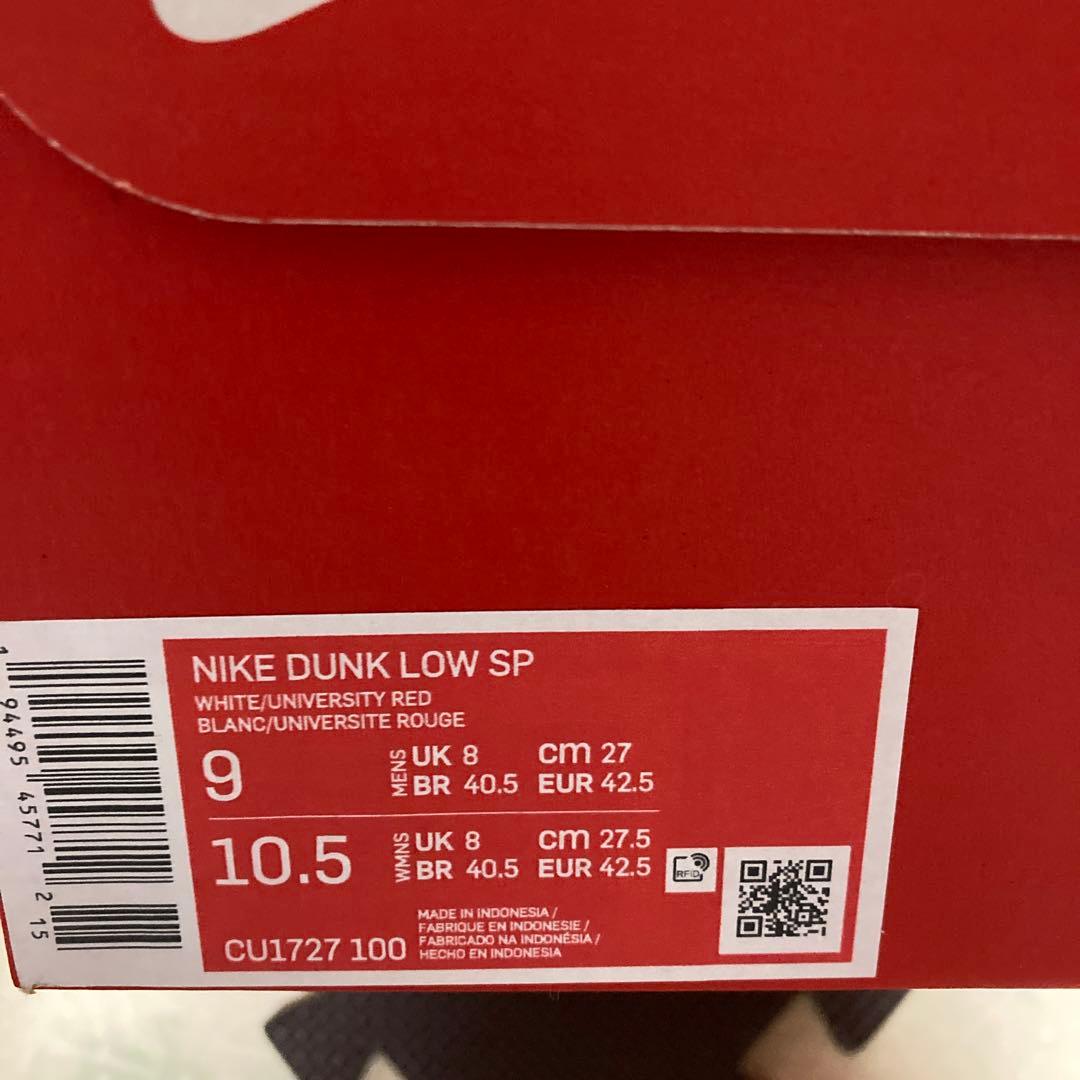 NIKE DUNK LOW SP
WHITE/UNIVERSITY RED
BLANC/UNIVERSITE ROUGE
9 MENS UK 8 cm 27
BR 40.5 EUR 42.5
10.5 WMNS UK 8 cm 27.5
BR 40.5 EUR 42.5
RFID
CU1727 100
MADE IN INDONESIA /
FABRIQUE EN INDONESIE /
FABRICADO NA INDONÉSIA /
HECHO EN INDONESIA
1 94495 45771 2 15